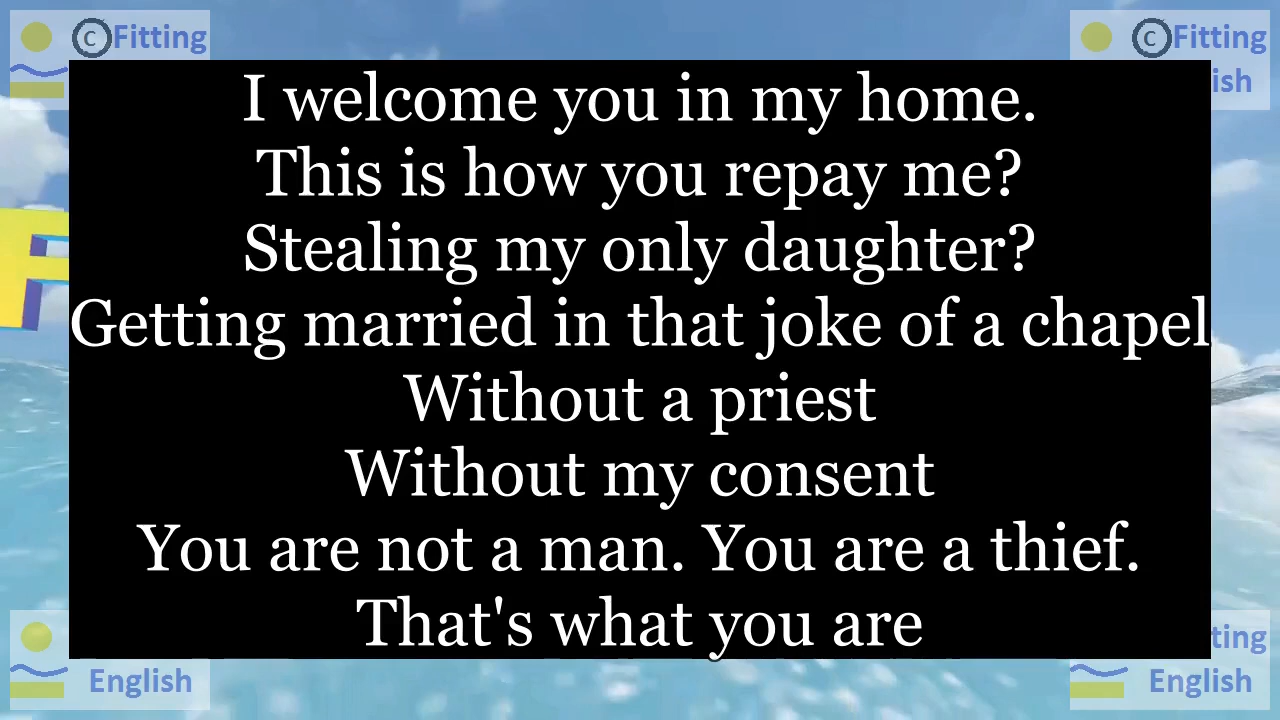 © Fitting
© Fitting
ish
I welcome you in my home.
This is how you repay me?
Stealing my only daughter?
Getting married in that joke of a chapel
Without a priest
Without my consent
You are not a man. You are a thief.
That's what you are
F
ting
English
English